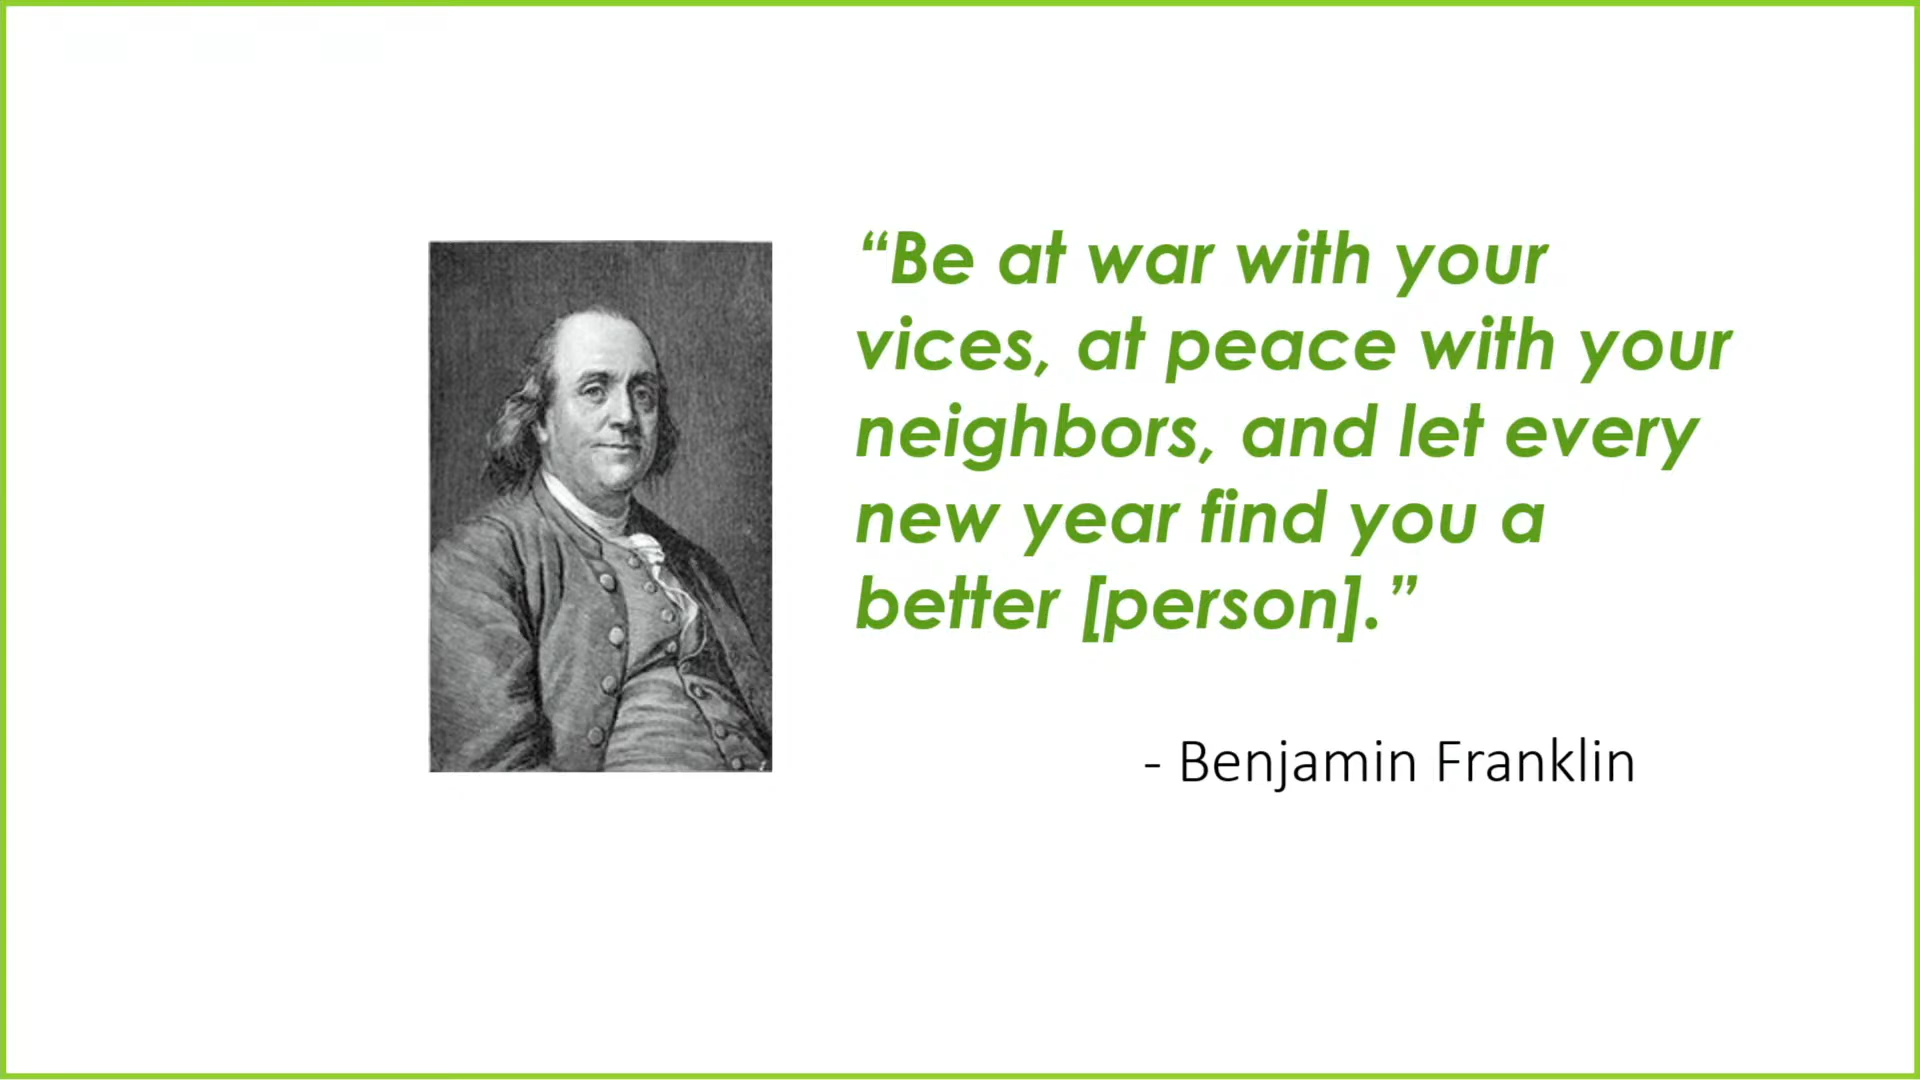 “Be at war with your
vices, at peace with your
neighbors, and let every
new year find you a
better [person].”
- Benjamin Franklin